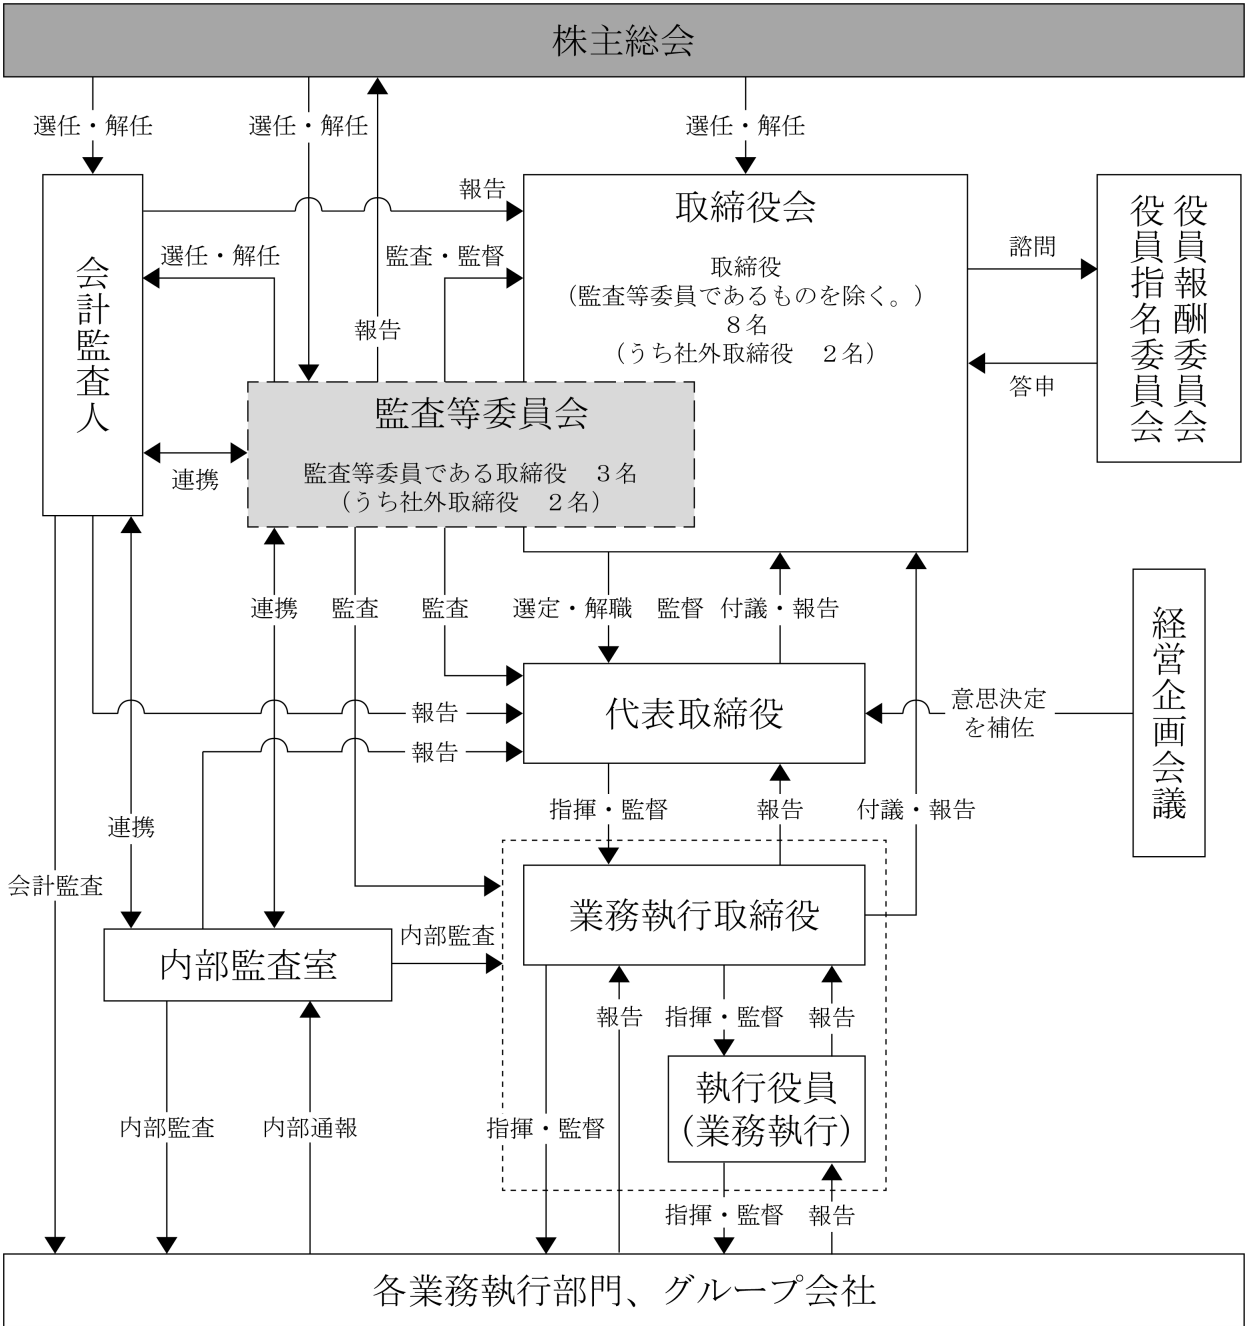 株主総会
選任・解任
選任・解任
選任・解任
報告
会計監査人
報告
選任・解任
監査・監督
取締役会
取締役
（監査等委員であるものを除く。）
８名
（うち社外取締役　２名）
諮問
答申
役員報酬委員会
役員指名委員会
監査等委員会
監査等委員である取締役　３名
（うち社外取締役　２名）
連携
連携
監査
監査
選定・解職
監督
付議・報告
経営企画会議
代表取締役
意思決定
を補佐
報告
報告
指揮・監督
報告
付議・報告
連携
会計監査
業務執行取締役
内部監査室
内部監査
報告
指揮・監督
報告
執行役員
（業務執行）
内部監査
内部通報
指揮・監督
指揮・監督
報告
各業務執行部門、グループ会社